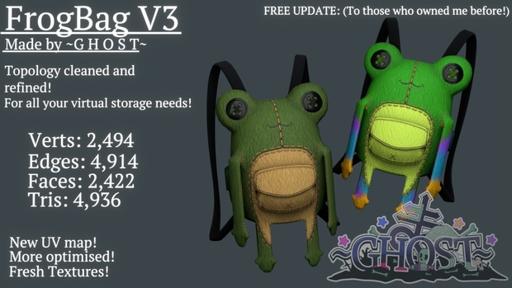 FrogBag V3
Made by ~G H O S T~
FREE UPDATE: (To those who owned me before!)
Topology cleaned and
refined!
For all your virtual storage needs!
Verts: 2,494
Edges: 4,914
Faces: 2,422
Tris: 4,936
New UV map!
More optimised!
Fresh Textures!
~GHOST~